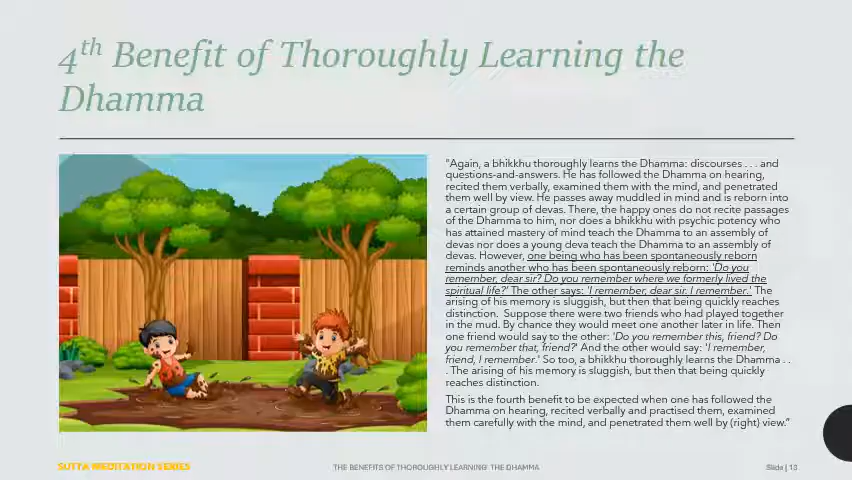 4th Benefit of Thoroughly Learning the
Dhamma
"Again, a bhikkhu thoroughly learns the Dhamma: discourses . . . and
questions-and-answers. He has followed the Dhamma on hearing,
recited them verbally, examined them with the mind, and penetrated
them well by view. He passes away muddled in mind and is reborn into
a certain group of devas. There, the happy ones do not recite passages
of the Dhamma to him, nor does a bhikkhu with psychic potency who
has attained mastery of mind teach the Dhamma to an assembly of
devas nor does a young deva teach the Dhamma to an assembly of
devas. However, one being who has been spontaneously reborn
reminds another who has been spontaneously reborn: 'Do you
remember, dear sir? Do you remember where we formerly lived the
spiritual life?' The other says: 'I remember, dear sir. I remember.' The
arising of his memory is sluggish, but then that being quickly reaches
distinction. Suppose there were two friends who had played together
in the mud. By chance they would meet one another later in life. Then
one friend would say to the other: 'Do you remember this, friend? Do
you remember that, friend?' And the other would say: 'I remember,
friend, I remember.' So too, a bhikkhu thoroughly learns the Dhamma . .
. The arising of his memory is sluggish, but then that being quickly
reaches distinction.
This is the fourth benefit to be expected when one has followed the
Dhamma on hearing, recited verbally and practised them, examined
them carefully with the mind, and penetrated them well by (right) view."
SUTTA MEDITATION SERIES
THE BENEFITS OF THOROUGHLY LEARNING THE DHAMMA
Slide | 13